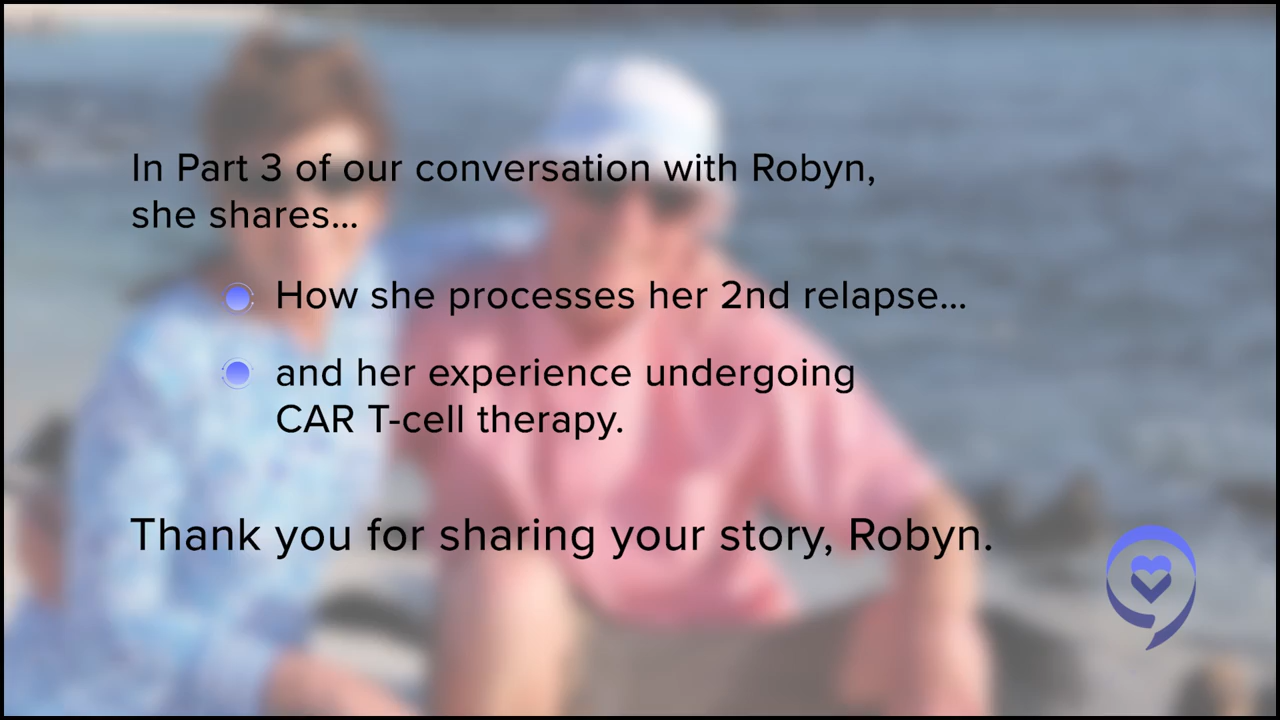 In Part 3 of our conversation with Robyn,
she shares...
How she processes her 2nd relapse...
and her experience undergoing
CAR T-cell therapy.
Thank you for sharing your story, Robyn.